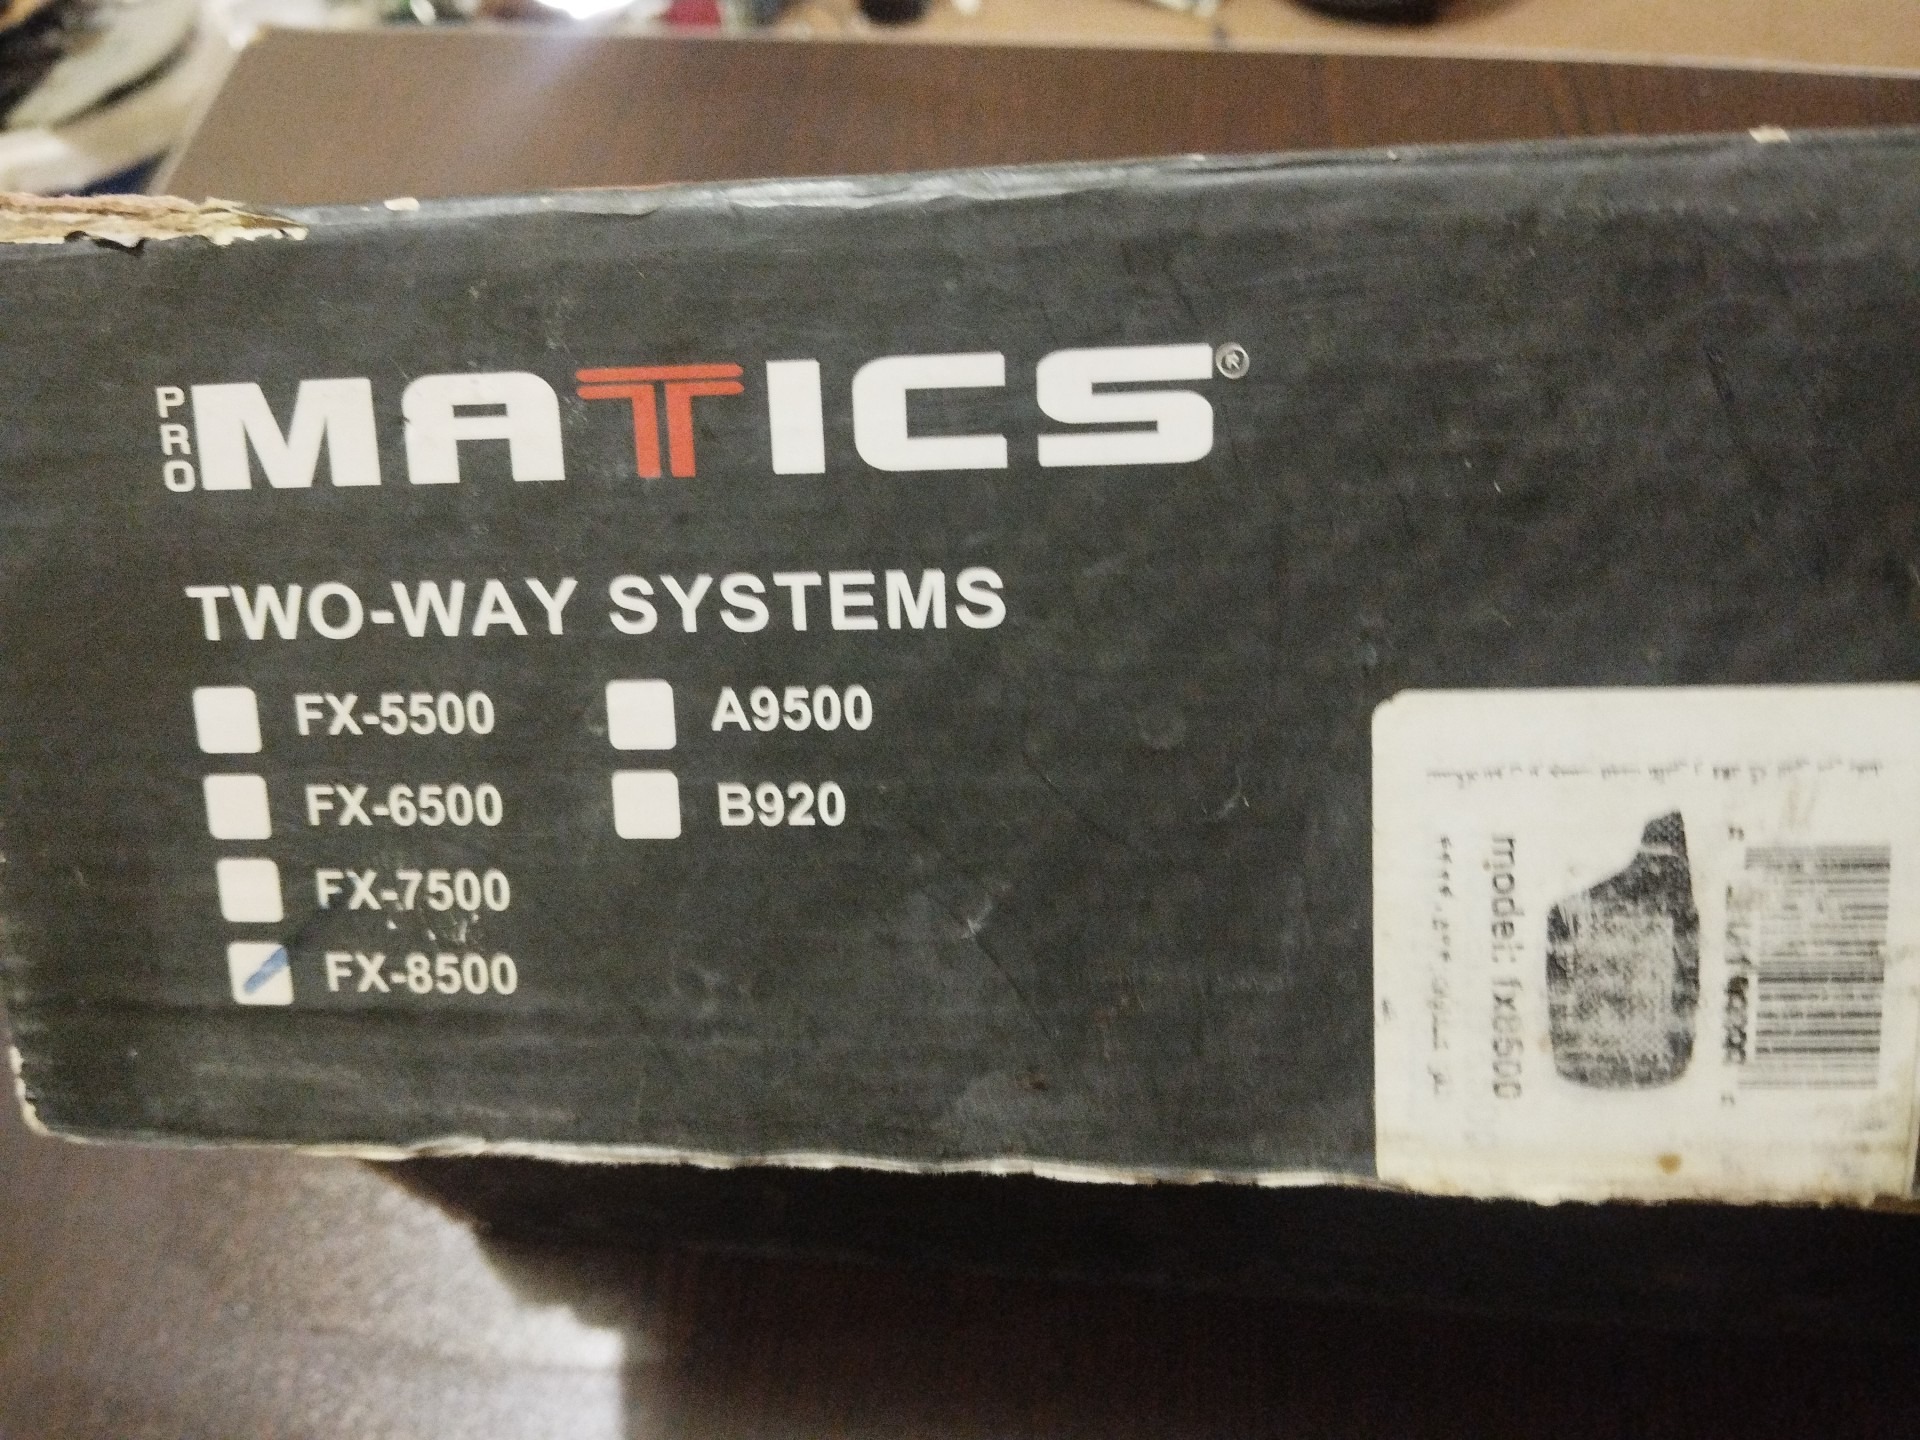 PRO MATICS®
TWO-WAY SYSTEMS
FX-5500
FX-6500
FX-7500
FX-8500
A9500
B920
model: fx8500